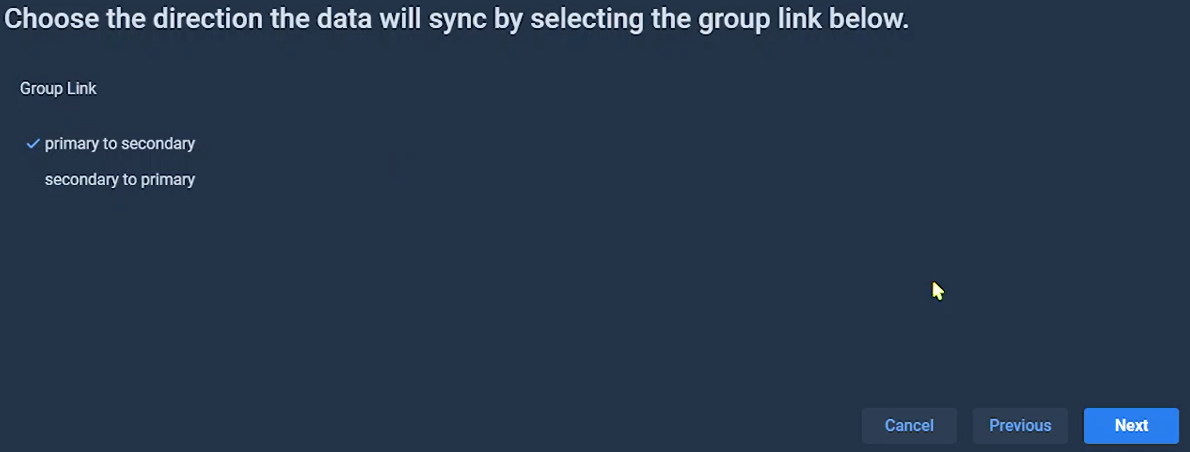 Choose the direction the data will sync by selecting the group link below.
Group Link
primary to secondary
secondary to primary
Cancel Previous Next